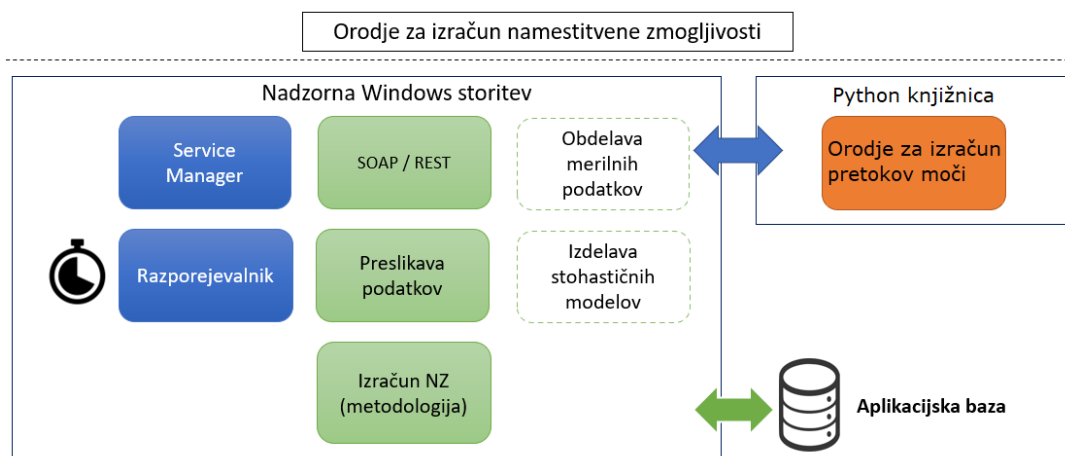 Orodje za izračun namestitvene zmogljivosti
Nadzorna Windows storitev
Service
Manager
SOAP / REST
Obdelava
merilnih
podatkov
Razporejevalnik
Preslikava
podatkov
Izdelava
stohastičnih
modelov
Izračun NZ
(metodologija)
Python knjižnica
Orodje za izračun
pretokov moči
Aplikacijska baza